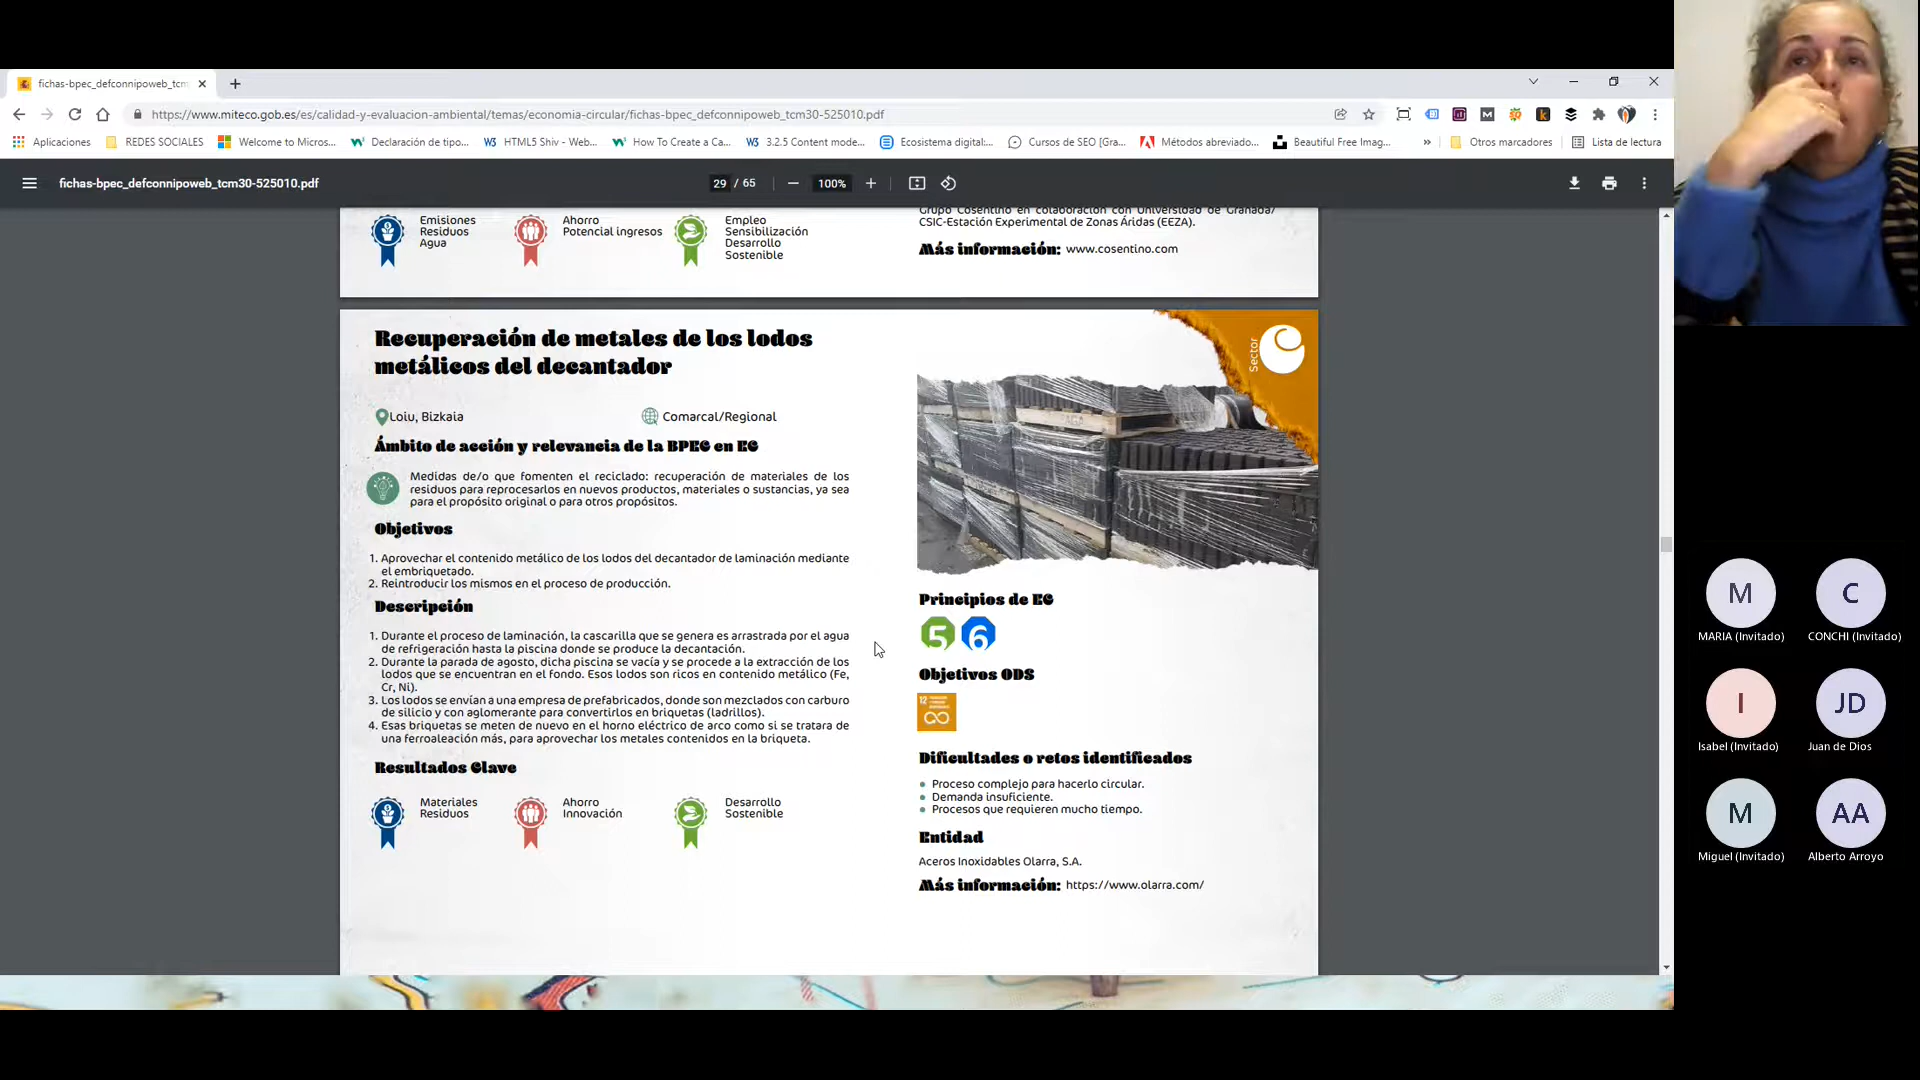 fichas-bpec_defconnipoweb_tcm
https://www.miteco.gob.es/es/calidad-y-evaluacion-ambiental/temas/economia-circular/fichas-bpec_defconnipoweb_tcm30-525010.pdf
Aplicaciones REDES SOCIALES Welcome to Micros... Declaración de tipo... HTML5 Shiv - Web... How To Create a Ca... 3.2.5 Content mode... Ecosistema digital:... Cursos de SEO [Gra... Métodos abreviado... Beautiful Free Imag... » Otros marcadores Lista de lectura
fichas-bpec_defconnipoweb_tcm30-525010.pdf 29 / 65 100%
Emisiones
Residuos
Agua
Ahorro
Potencial ingresos
Empleo
Sensibilización
Desarrollo
Sostenible
Grupo Cosentino en colaboración con Universidad de Granada/
CSIC-Estación Experimental de Zonas Áridas (EEZA).
Más información: www.cosentino.com
Recuperación de metales de los lodos
metálicos del decantador
Sector
Loiu, Bizkaia
Comarcal/Regional
Ámbito de acción y relevancia de la BPEC en EC
Medidas de/o que fomenten el reciclado: recuperación de materiales de los
residuos para reprocesarlos en nuevos productos, materiales o sustancias, ya sea
para el propósito original o para otros propósitos.
Objetivos
1. Aprovechar el contenido metálico de los lodos del decantador de laminación mediante
el embriquetado.
2. Reintroducir los mismos en el proceso de producción.
Descripción
1. Durante el proceso de laminación, la cascarilla que se genera es arrastrada por el agua
de refrigeración hasta la piscina donde se produce la decantación.
2. Durante la parada de agosto, dicha piscina se vacía y se procede a la extracción de los
lodos que se encuentran en el fondo. Esos lodos son ricos en contenido metálico (Fe,
Cr, Ni).
3. Los lodos se envían a una empresa de prefabricados, donde son mezclados con carburo
de silicio y con aglomerante para convertirlos en briquetas (ladrillos).
4. Esas briquetas se meten de nuevo en el horno eléctrico de arco como si se tratara de
una ferroaleación más, para aprovechar los metales contenidos en la briqueta.
Resultados Clave
Materiales
Residuos
Ahorro
Innovación
Desarrollo
Sostenible
Principios de EC
5 6
Objetivos ODS
12
Dificultades o retos identificados
Proceso complejo para hacerlo circular.
Demanda insuficiente.
Procesos que requieren mucho tiempo.
Entidad
Aceros Inoxidables Olarra, S.A.
Más información: https://www.olarra.com/
M
MARIA (Invitado)
C
CONCHI (Invitado)
I
Isabel (Invitado)
JD
Juan de Dios
M
Miguel (Invitado)
AA
Alberto Arroyo